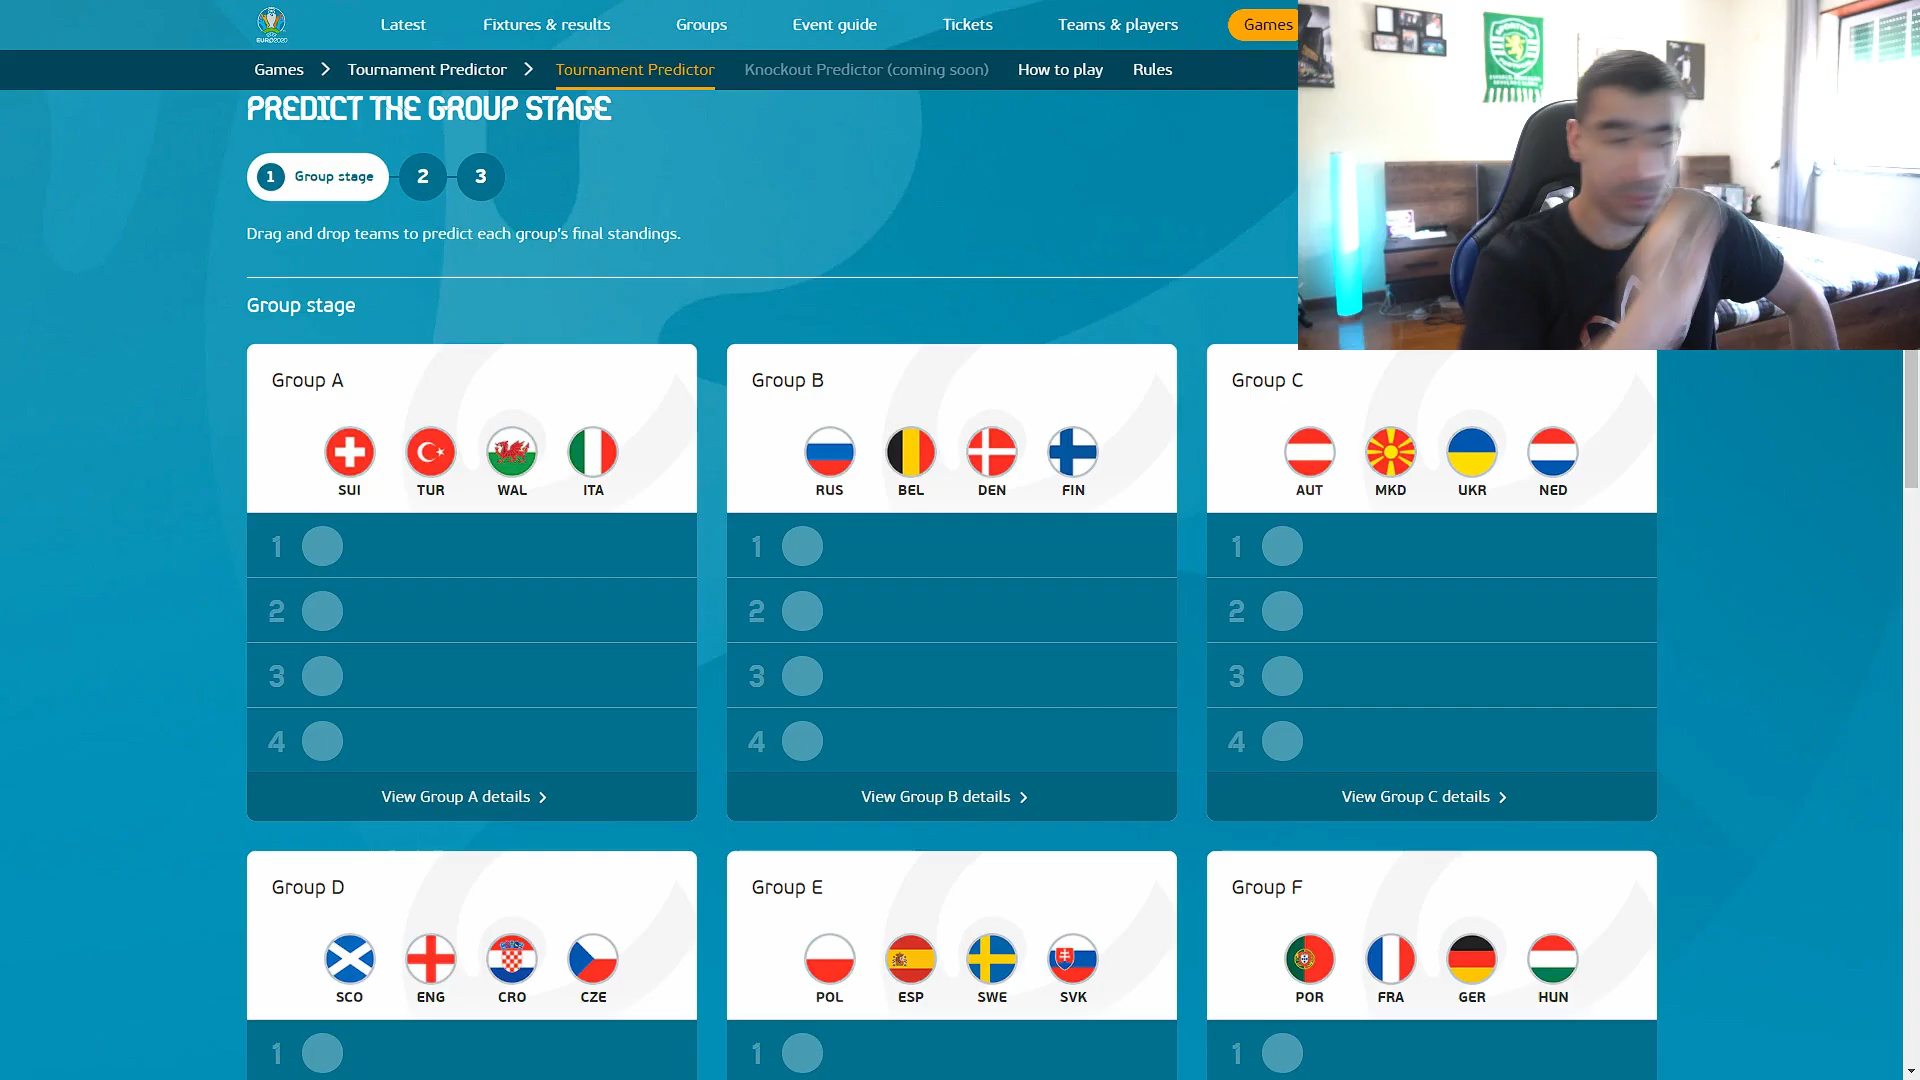 EURO2020
Latest
Fixtures & results
Groups
Event guide
Tickets
Teams & players
Games
Games
Tournament Predictor
Tournament Predictor
Knockout Predictor (coming soon)
How to play
Rules
PREDICT THE GROUP STAGE
1 Group stage 2 3
Drag and drop teams to predict each group's final standings.
Group stage
Group A
SUI TUR WAL ITA
1
2
3
4
View Group A details
Group B
RUS BEL DEN FIN
1
2
3
4
View Group B details
Group C
AUT MKD UKR NED
1
2
3
4
View Group C details
Group D
SCO ENG CRO CZE
1
Group E
POL ESP SWE SVK
1
Group F
POR FRA GER HUN
1